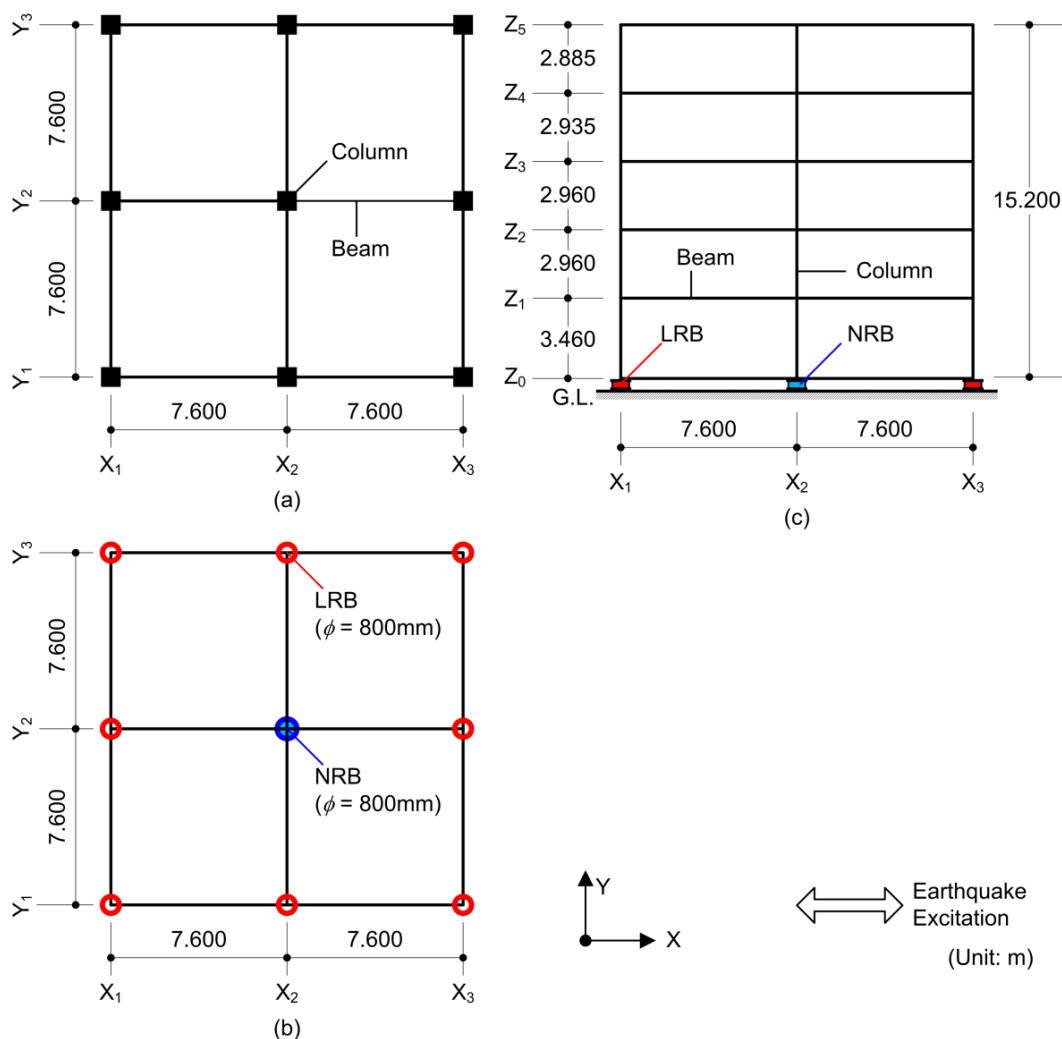 Y3
7.600
Y2
7.600
Y1
Column
Beam
7.600
7.600
X1
X2
X3
(a)
Z5
2.885
Z4
2.935
Z3
2.960
Z2
2.960
Z1
3.460
Z0
G.L.
15.200
Beam
Column
LRB
NRB
7.600
7.600
X1
X2
X3
(c)
Y3
7.600
Y2
7.600
Y1
LRB
(ϕ = 800mm)
NRB
(ϕ = 800mm)
7.600
7.600
X1
X2
X3
(b)
Y
X
Earthquake
Excitation
(Unit: m)